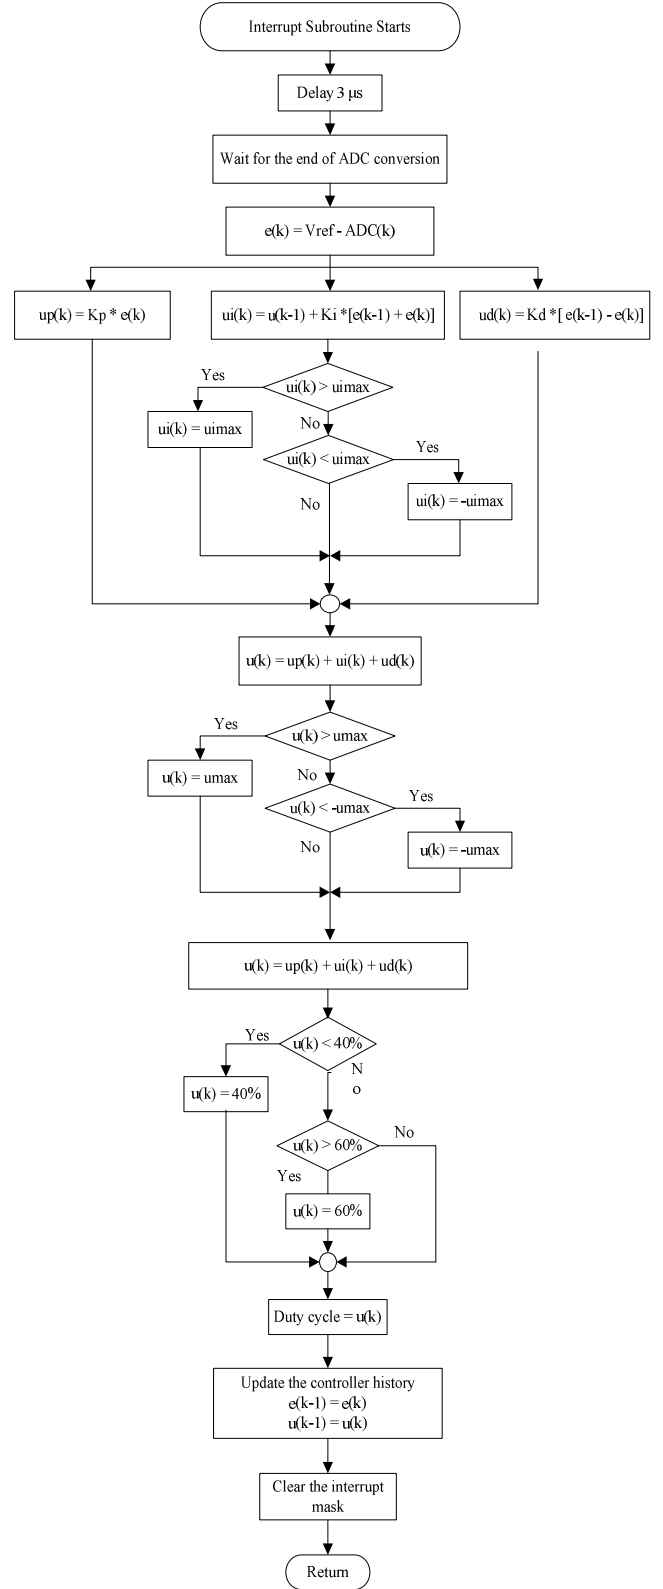 Interrupt Subroutine Starts
Delay 3 µs
Wait for the end of ADC conversion
e(k) = Vref - ADC(k)
up(k) = Kp * e(k)
ui(k) = u(k-1) + Ki *[e(k-1) + e(k)]
ud(k) = Kd *[ e(k-1) - e(k)]
Yes
ui(k) > uimax
ui(k) = uimax
No
ui(k) < uimax
Yes
ui(k) = -uimax
No
u(k) = up(k) + ui(k) + ud(k)
Yes
u(k) > umax
u(k) = umax
No
u(k) < -umax
Yes
u(k) = -umax
No
u(k) = up(k) + ui(k) + ud(k)
Yes
u(k) < 40%
N
o
u(k) = 40%
u(k) > 60%
No
Yes
u(k) = 60%
Duty cycle = u(k)
Update the controller history
e(k-1) = e(k)
u(k-1) = u(k)
Clear the interrupt
mask
Return